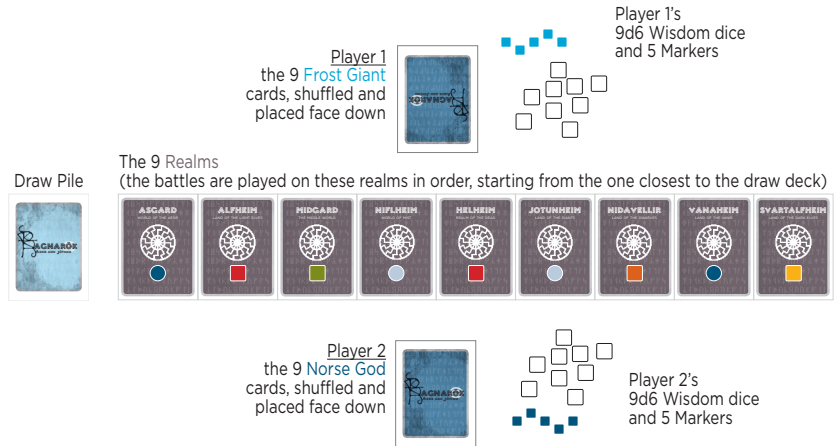 Player 1's
9d6 Wisdom dice
and 5 Markers
Player 1
the 9 Frost Giant
cards, shuffled and
placed face down
RAGNARÖK
The 9 Realms
(the battles are played on these realms in order, starting from the one closest to the draw deck)
Draw Pile
RAGNARÖK
ASGARD
ALFHEIM
MIDGARD
NIFLHEIM
HELHEIM
JOTUNHEIM
NIDAVELLIR
VANAHEIM
SVARTALFHEIM
Player 2
the 9 Norse God
cards, shuffled and
placed face down
RAGNARÖK
Player 2's
9d6 Wisdom dice
and 5 Markers